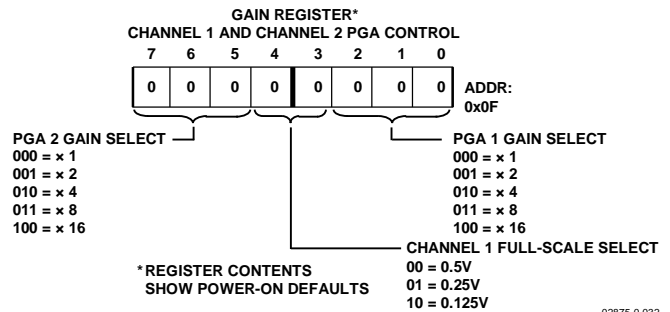 GAIN REGISTER*
CHANNEL 1 AND CHANNEL 2 PGA CONTROL
7 6 5 4 3 2 1 0
0 0 0 0 0 0 0 0 ADDR:
0x0F
PGA 2 GAIN SELECT
000 = × 1
001 = × 2
010 = × 4
011 = × 8
100 = × 16
PGA 1 GAIN SELECT
000 = × 1
001 = × 2
010 = × 4
011 = × 8
100 = × 16
CHANNEL 1 FULL-SCALE SELECT
00 = 0.5V
01 = 0.25V
10 = 0.125V
*REGISTER CONTENTS
SHOW POWER-ON DEFAULTS